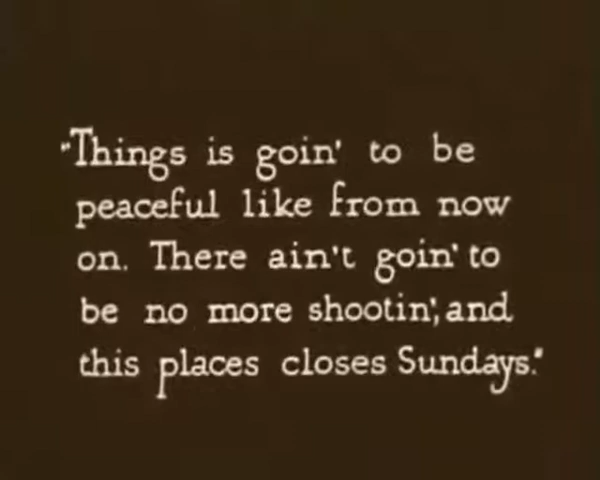 "Things is goin' to be
peaceful like from now
on. There ain't goin' to
be no more shootin', and
this places closes Sundays."